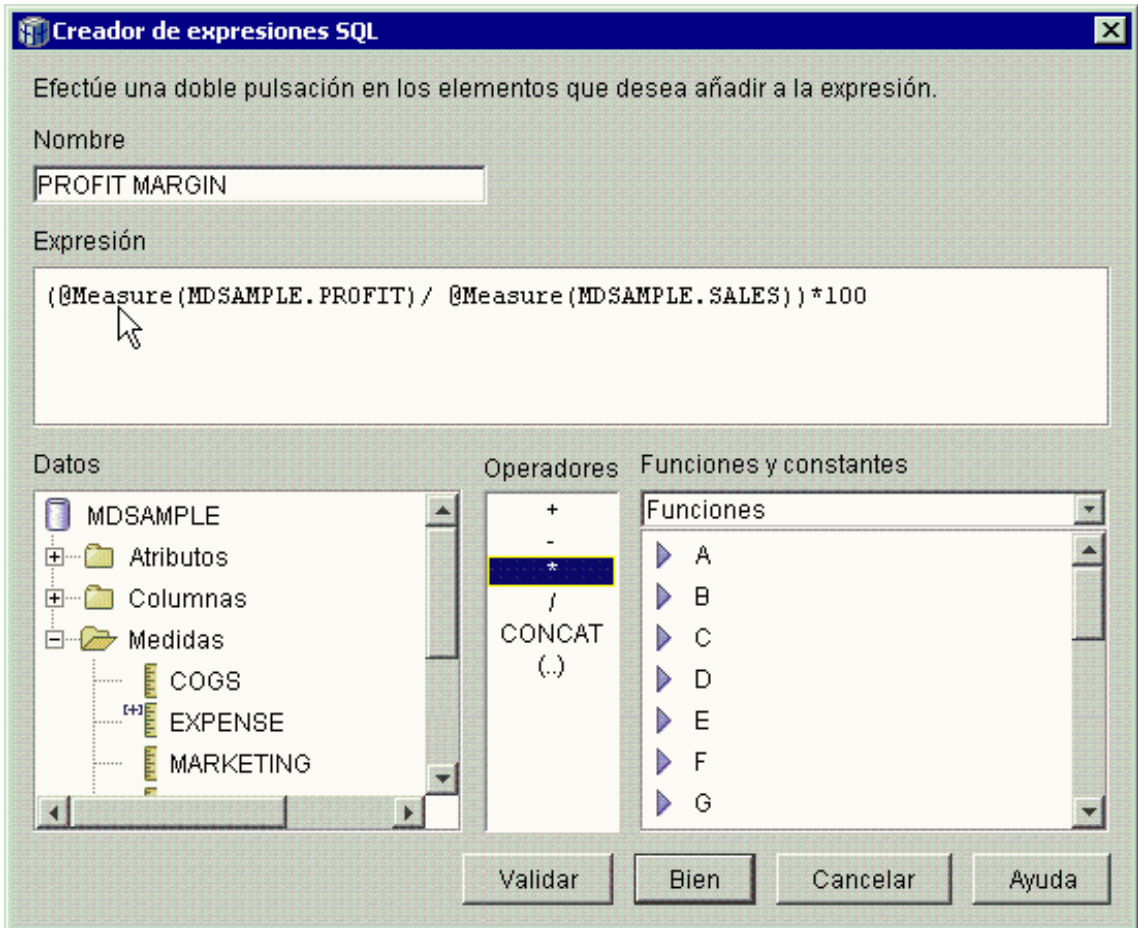 Creador de expresiones SQL
Efectúe una doble pulsación en los elementos que desea añadir a la expresión.
Nombre
PROFIT MARGIN
Expresión
(@Measure(MDSAMPLE.PROFIT)/ @Measure(MDSAMPLE.SALES))*100
Datos
MDSAMPLE
Atributos
Columnas
Medidas
COGS
[+] EXPENSE
MARKETING
Operadores
+
-
*
/
CONCAT
(..)
Funciones y constantes
Funciones
A
B
C
D
E
F
G
Validar
Bien
Cancelar
Ayuda